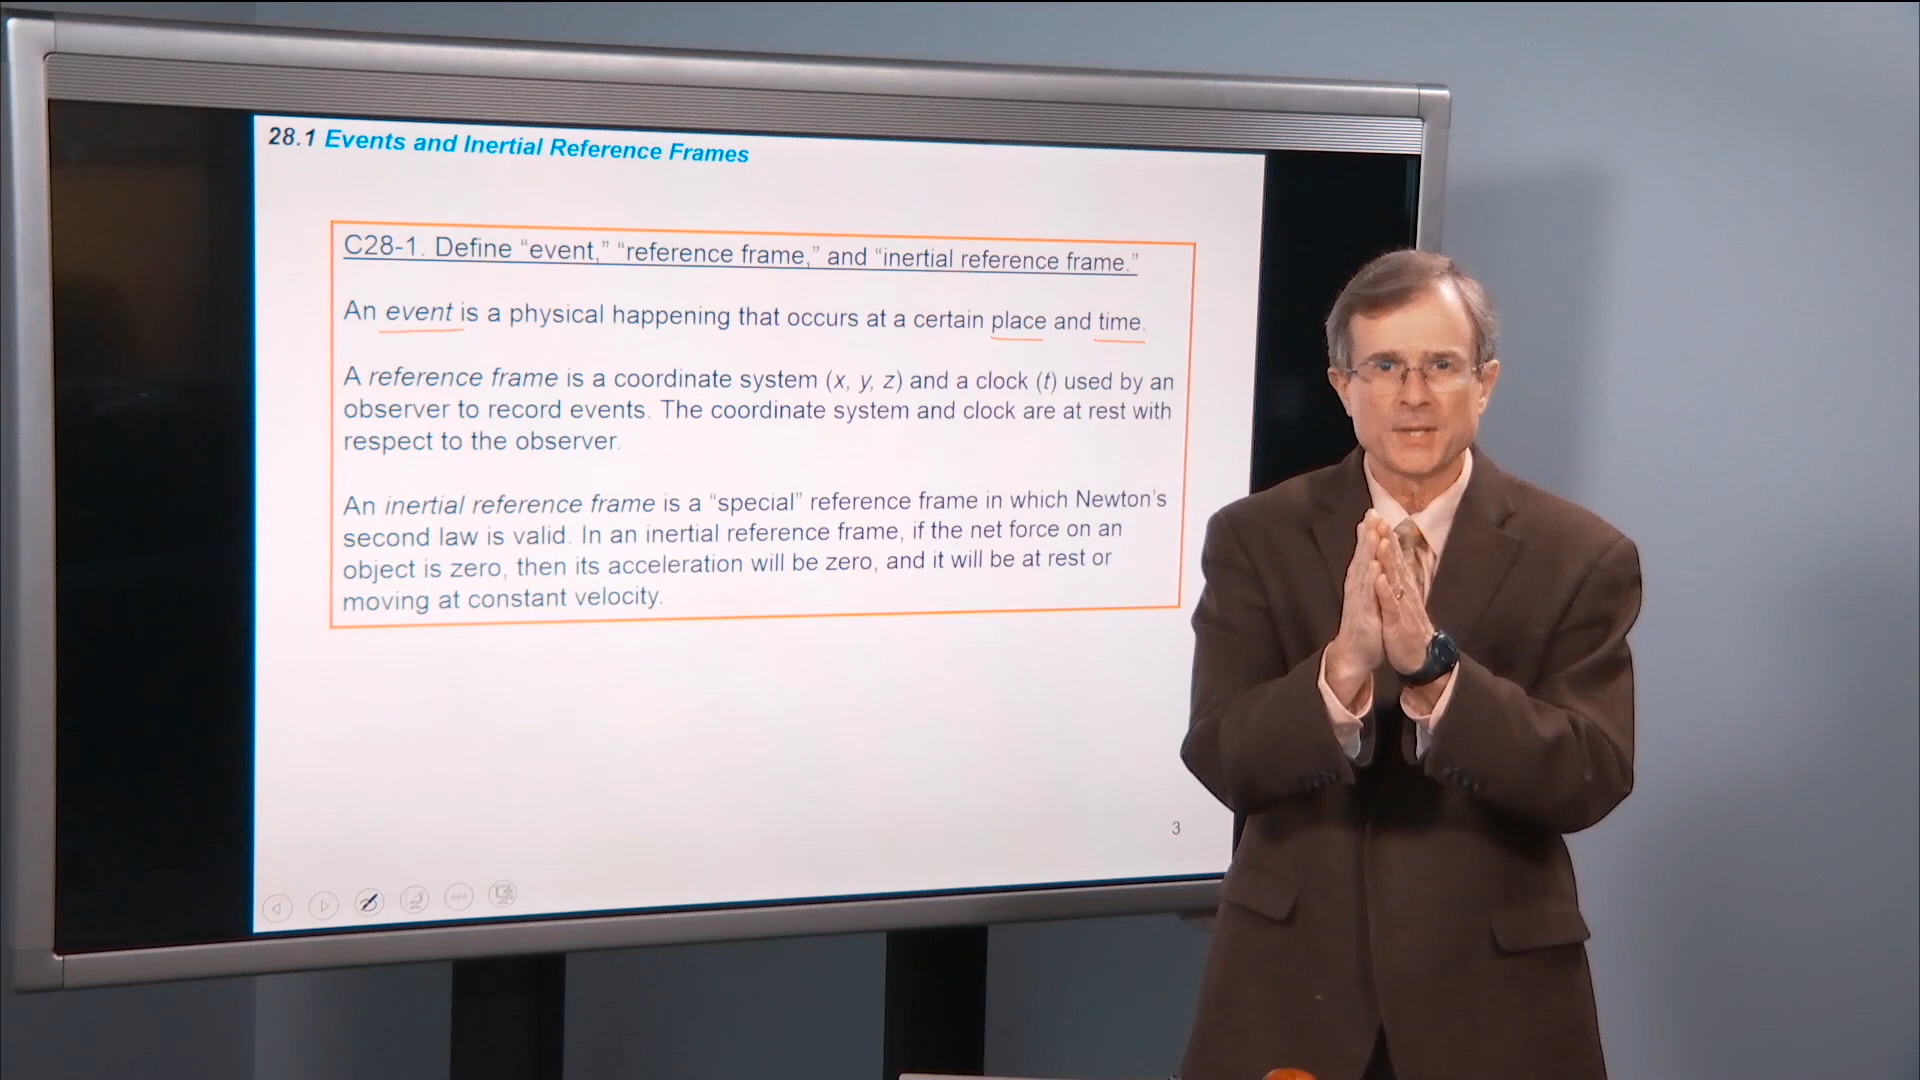 28.1 Events and Inertial Reference Frames
C28-1. Define “event,” “reference frame,” and “inertial reference frame.”
An event is a physical happening that occurs at a certain place and time.
A reference frame is a coordinate system (x, y, z) and a clock (t) used by an
observer to record events. The coordinate system and clock are at rest with
respect to the observer.
An inertial reference frame is a “special” reference frame in which Newton’s
second law is valid. In an inertial reference frame, if the net force on an
object is zero, then its acceleration will be zero, and it will be at rest or
moving at constant velocity.
3